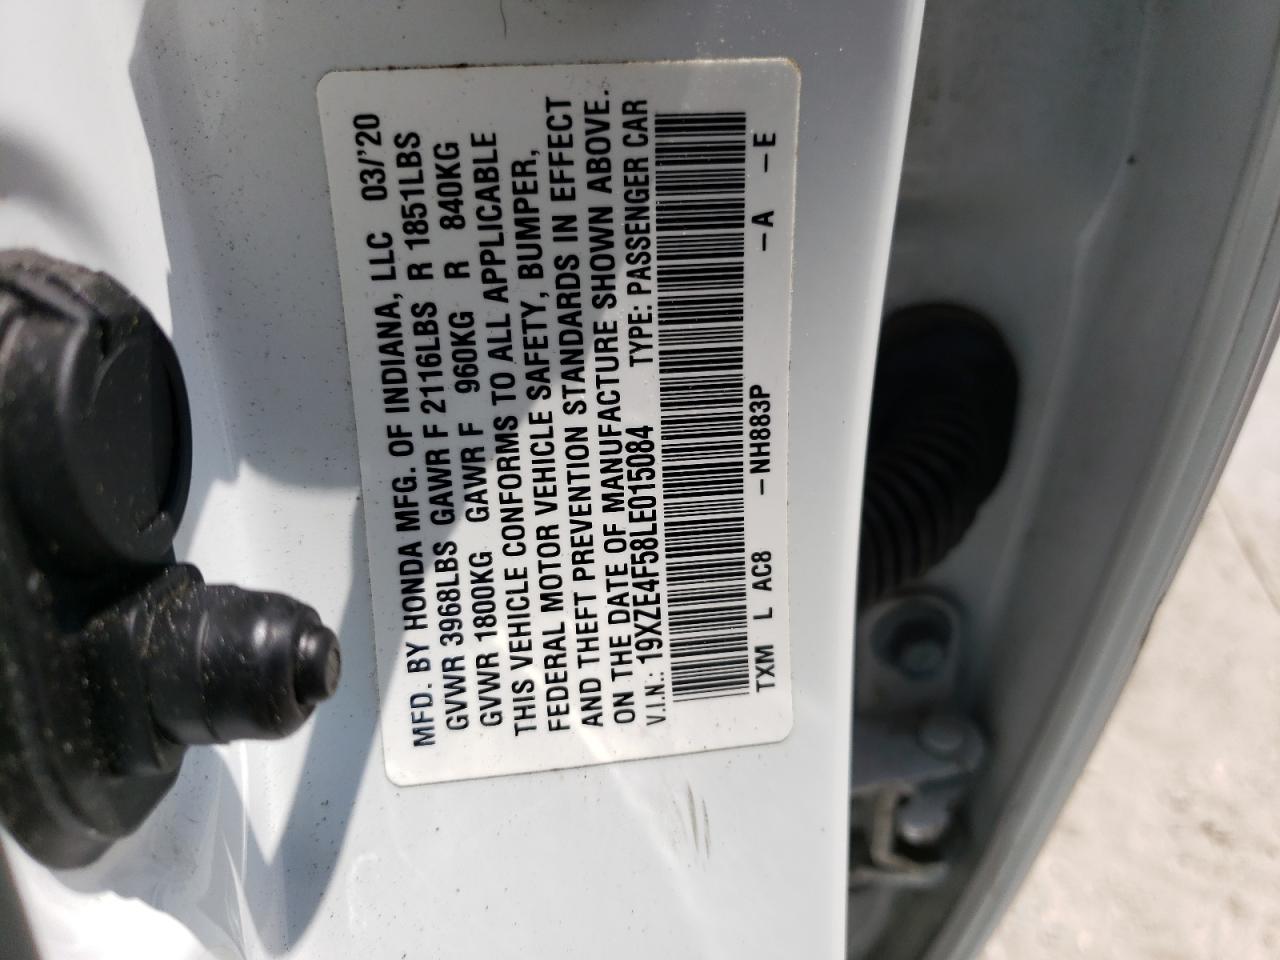 MFD. BY HONDA MFG. OF INDIANA, LLC 03/'20
GVWR 3968LBS GAWR F 2116LBS R 1851LBS
GVWR 1800KG GAWR F 960KG R 840KG
THIS VEHICLE CONFORMS TO ALL APPLICABLE
FEDERAL MOTOR VEHICLE SAFETY, BUMPER,
AND THEFT PREVENTION STANDARDS IN EFFECT
ON THE DATE OF MANUFACTURE SHOWN ABOVE.
V.I.N.: 19XZE4F58LE015084 TYPE: PASSENGER CAR
TXM L AC8 -NH883P -A -E